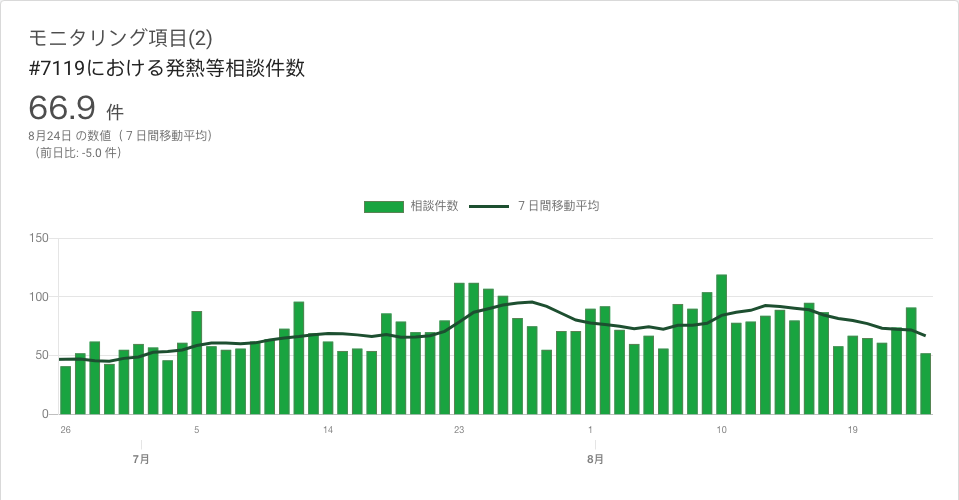 モニタリング項目(2)
#7119における発熱等相談件数
66.9 件
8月24日 の数値（ 7 日間移動平均）
（前日比: -5.0 件）
相談件数 7 日間移動平均
150
100
50
0
26 5 14 23 1 10 19
7月 8月